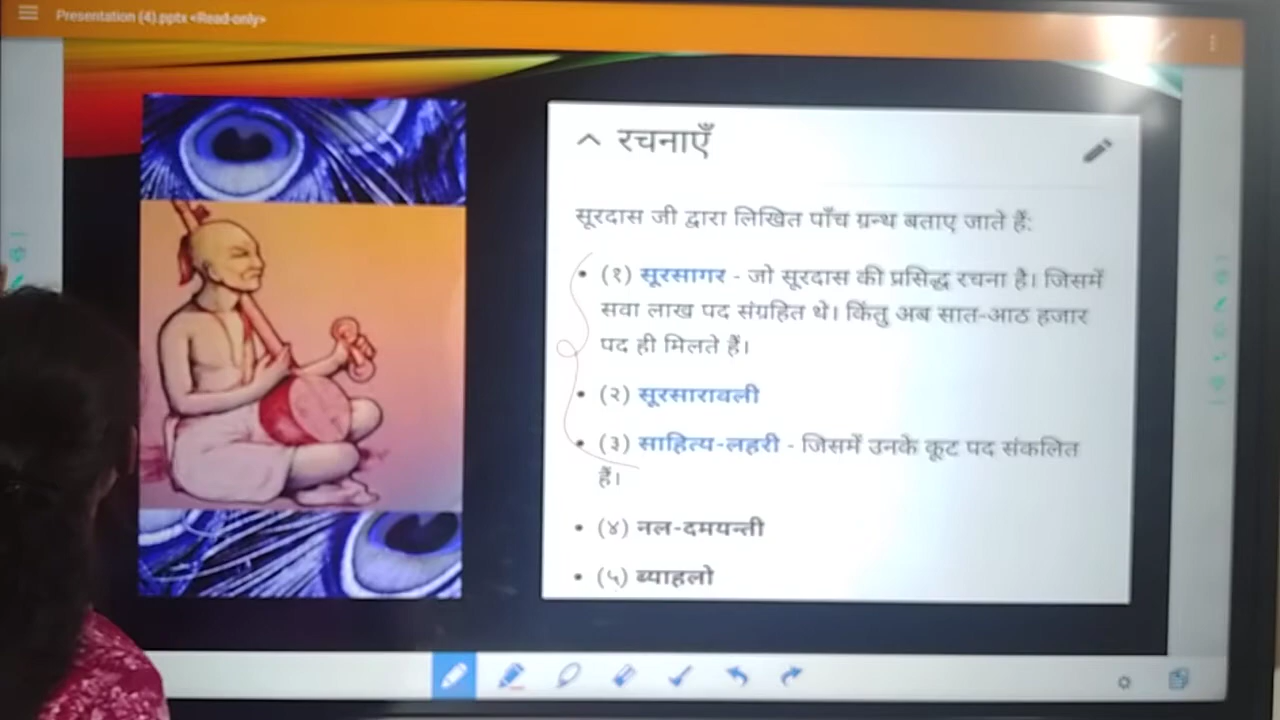 Presentation (4).pptx <Read-only>
^ रचनाएँ
सूरदास जी द्वारा लिखित पाँच ग्रन्थ बताए जाते हैं:
• (१) सूरसागर - जो सूरदास की प्रसिद्ध रचना है। जिसमें
सवा लाख पद संग्रहित थे। किंतु अब सात-आठ हजार
पद ही मिलते हैं।
• (२) सूरसारावली
• (३) साहित्य-लहरी - जिसमें उनके कूट पद संकलित
हैं।
• (४) नल-दमयन्ती
• (५) ब्याहलो